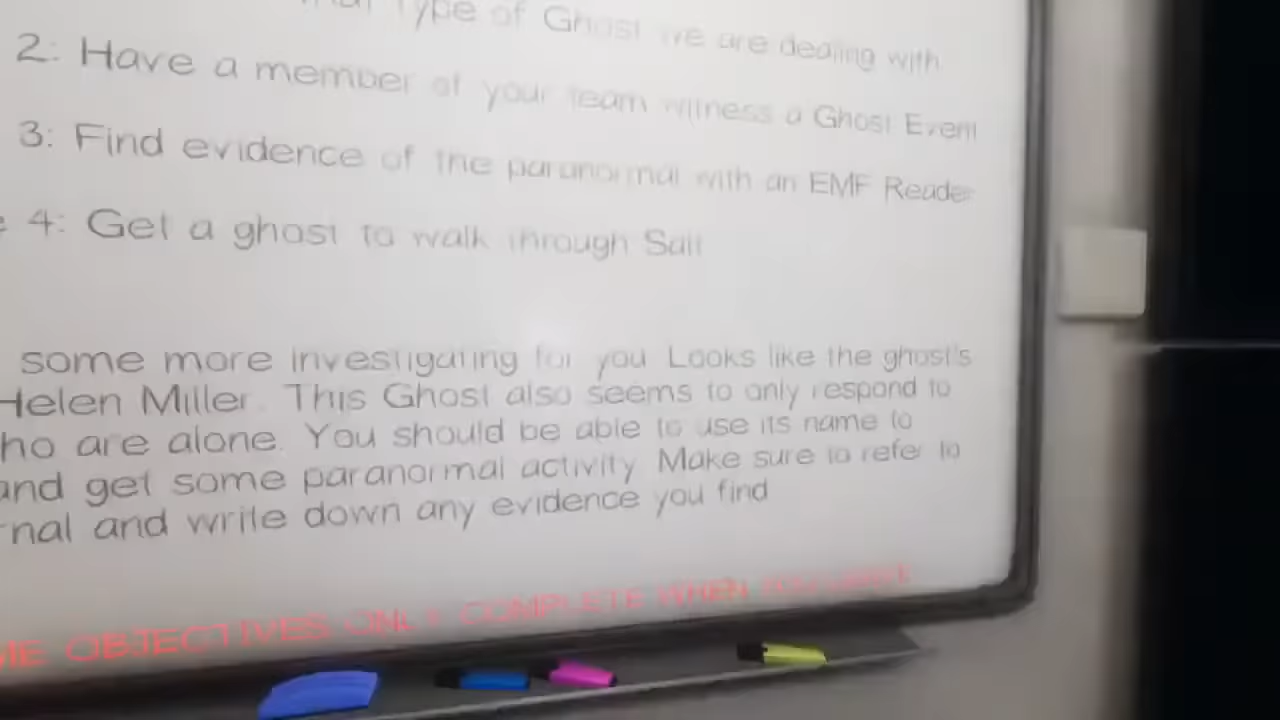 Type of Ghost we are dealing with
2: Have a member of your team witness a Ghost Event
3: Find evidence of the paranormal with an EMF Reader
4: Get a ghost to walk through Salt
some more investigating for you Looks like the ghost's
Helen Miller. This Ghost also seems to only respond to
ho are alone. You should be able to use its name to
and get some paranormal activity. Make sure to refer to
rnal and write down any evidence you find
OBJECTIVES ONLY COMPLETE WHEN